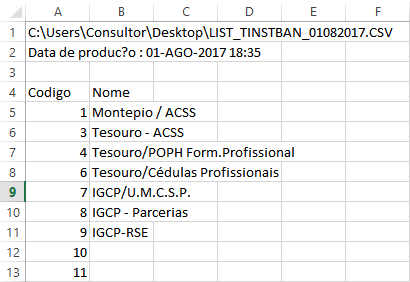 A B C D E F
1 C:\Users\Consultor\Desktop\LIST_TINSTBAN_01082017.CSV
2 Data de produc?o : 01-AGO-2017 18:35
3
4 Codigo Nome
5 1 Montepio / ACSS
6 3 Tesouro - ACSS
7 4 Tesouro/POPH Form.Profissional
8 6 Tesouro/Cédulas Profissionais
9 7 IGCP/U.M.C.S.P.
10 8 IGCP - Parcerias
11 9 IGCP-RSE
12 10
13 11